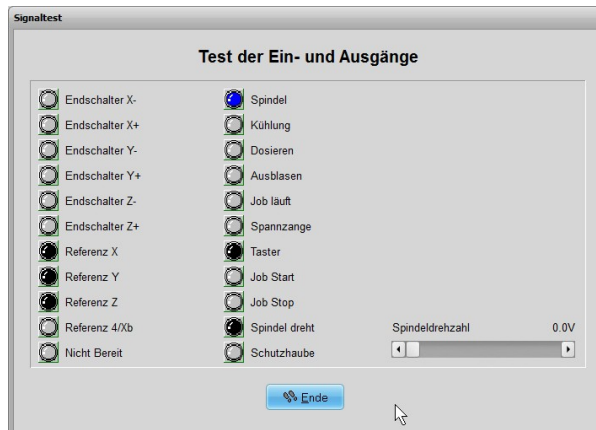 Signaltest
Test der Ein- und Ausgänge
Endschalter X-
Endschalter X+
Endschalter Y-
Endschalter Y+
Endschalter Z-
Endschalter Z+
Referenz X
Referenz Y
Referenz Z
Referenz 4/Xb
Nicht Bereit
Spindel
Kühlung
Dosieren
Ausblasen
Job läuft
Spannzange
Taster
Job Start
Job Stop
Spindel dreht
Schutzhaube
Spindeldrehzahl 0.0V
Ende